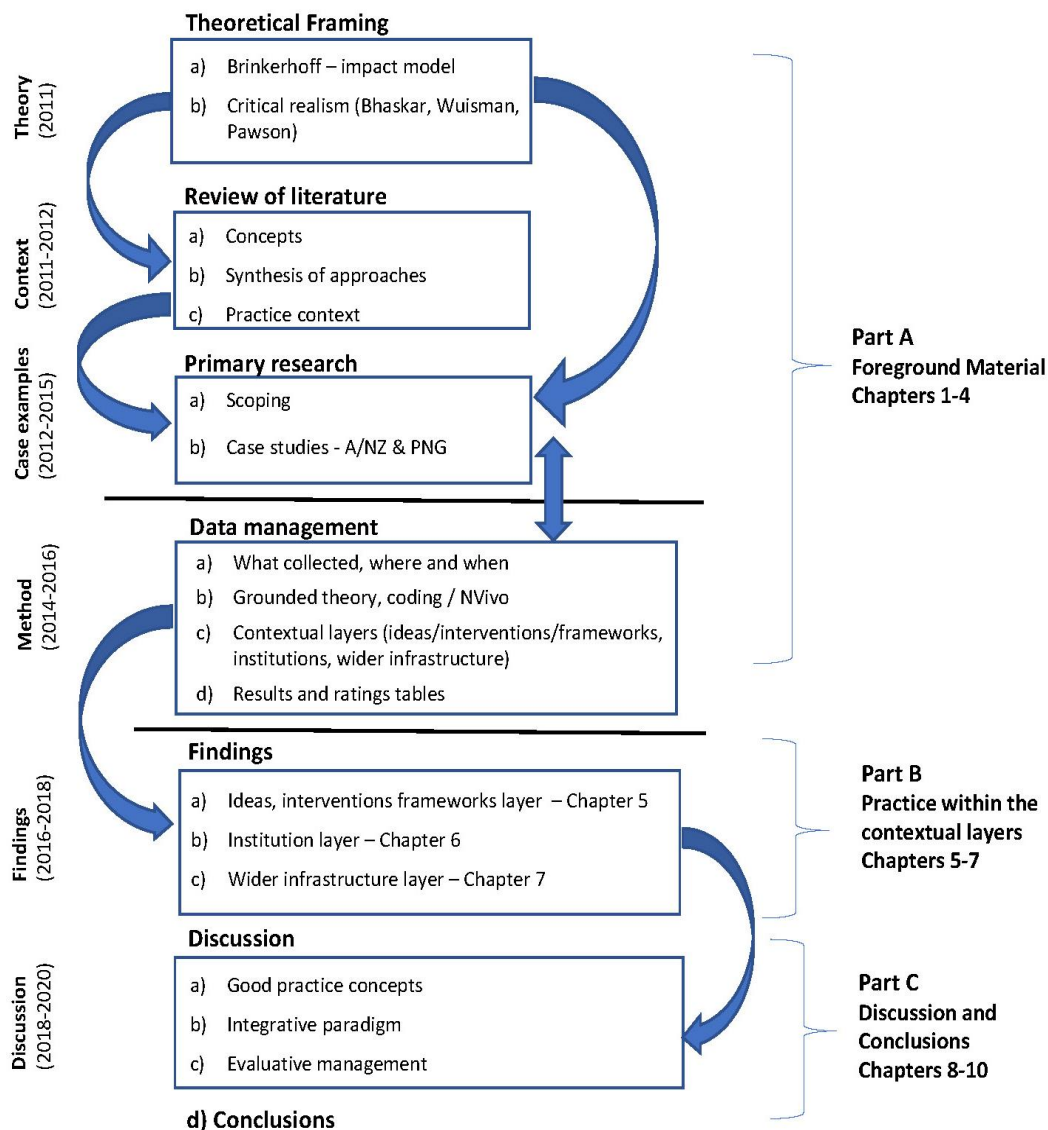 Theoretical Framing
Theory
(2011)
a) Brinkerhoff – impact model
b) Critical realism (Bhaskar, Wuisman,
Pawson)
Review of literature
Context
(2011-2012)
a) Concepts
b) Synthesis of approaches
c) Practice context
Primary research
Case examples
(2012-2015)
a) Scoping
b) Case studies - A/NZ & PNG
Part A
Foreground Material
Chapters 1-4
Data management
Method
(2014-2016)
a) What collected, where and when
b) Grounded theory, coding / NVivo
c) Contextual layers (ideas/interventions/frameworks,
institutions, wider infrastructure)
d) Results and ratings tables
Findings
Findings
(2016-2018)
a) Ideas, interventions frameworks layer – Chapter 5
b) Institution layer – Chapter 6
c) Wider infrastructure layer – Chapter 7
Part B
Practice within the
contextual layers
Chapters 5-7
Discussion
Discussion
(2018-2020)
a) Good practice concepts
b) Integrative paradigm
c) Evaluative management
d) Conclusions
Part C
Discussion and
Conclusions
Chapters 8-10